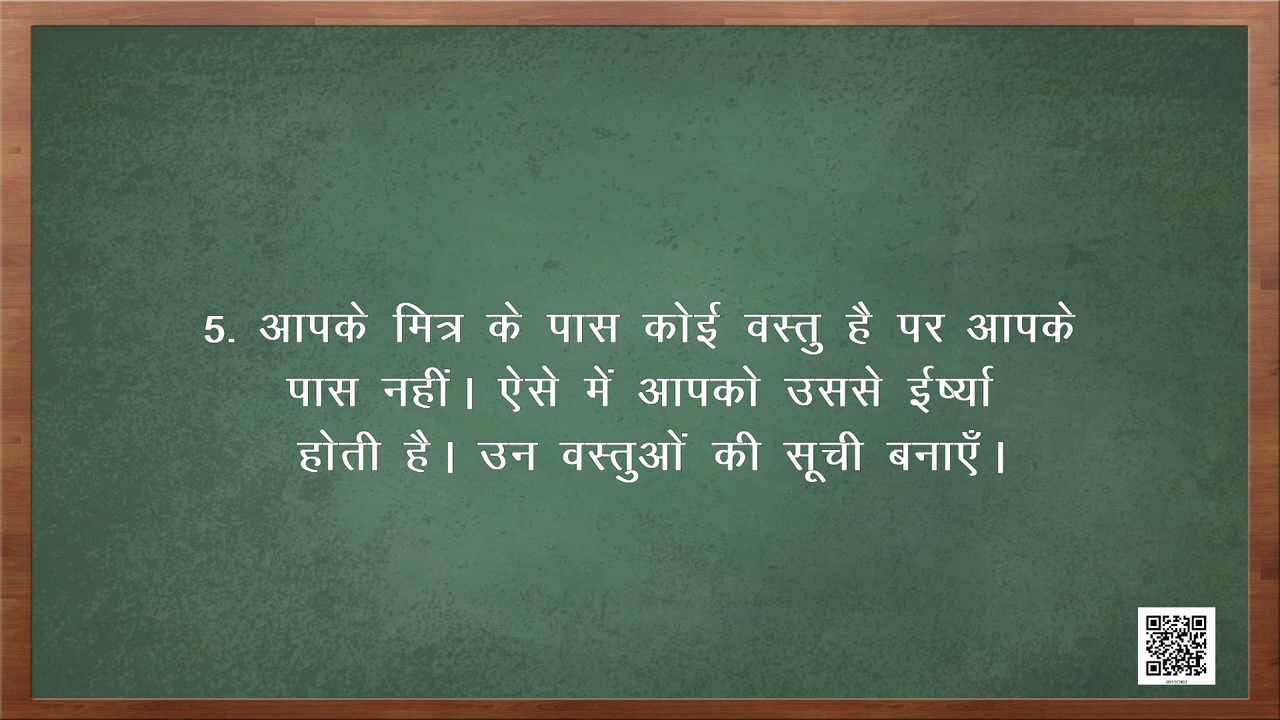 5. आपके मित्र के पास कोई वस्तु है पर आपके
पास नहीं। ऐसे में आपको उससे ईर्ष्या
होती है। उन वस्तुओं की सूची बनाएँ।